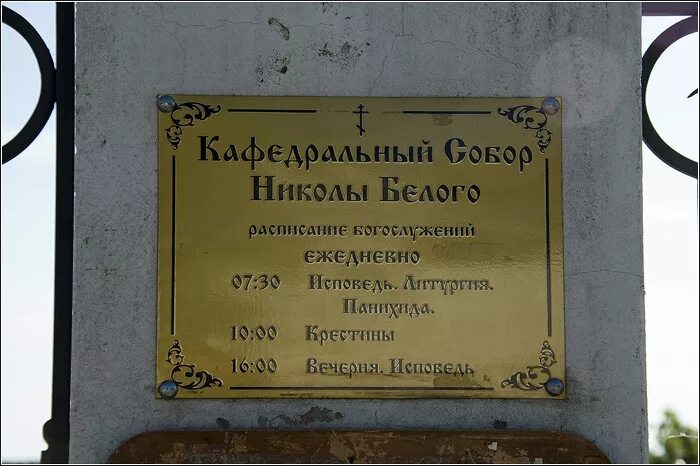 Кафедральный Собор
Николы Белого
расписание богослужений
ежедневно
07:30 Исповедь. Литургия.
Панихида.
10:00 Крестины
16:00 Вечерня. Исповедь